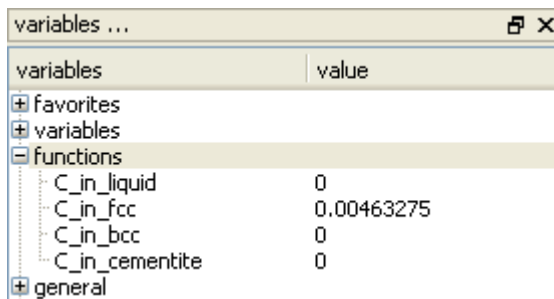 variables ...
variables value
favorites
variables
functions
C_in_liquid 0
C_in_fcc 0.00463275
C_in_bcc 0
C_in_cementite 0
general